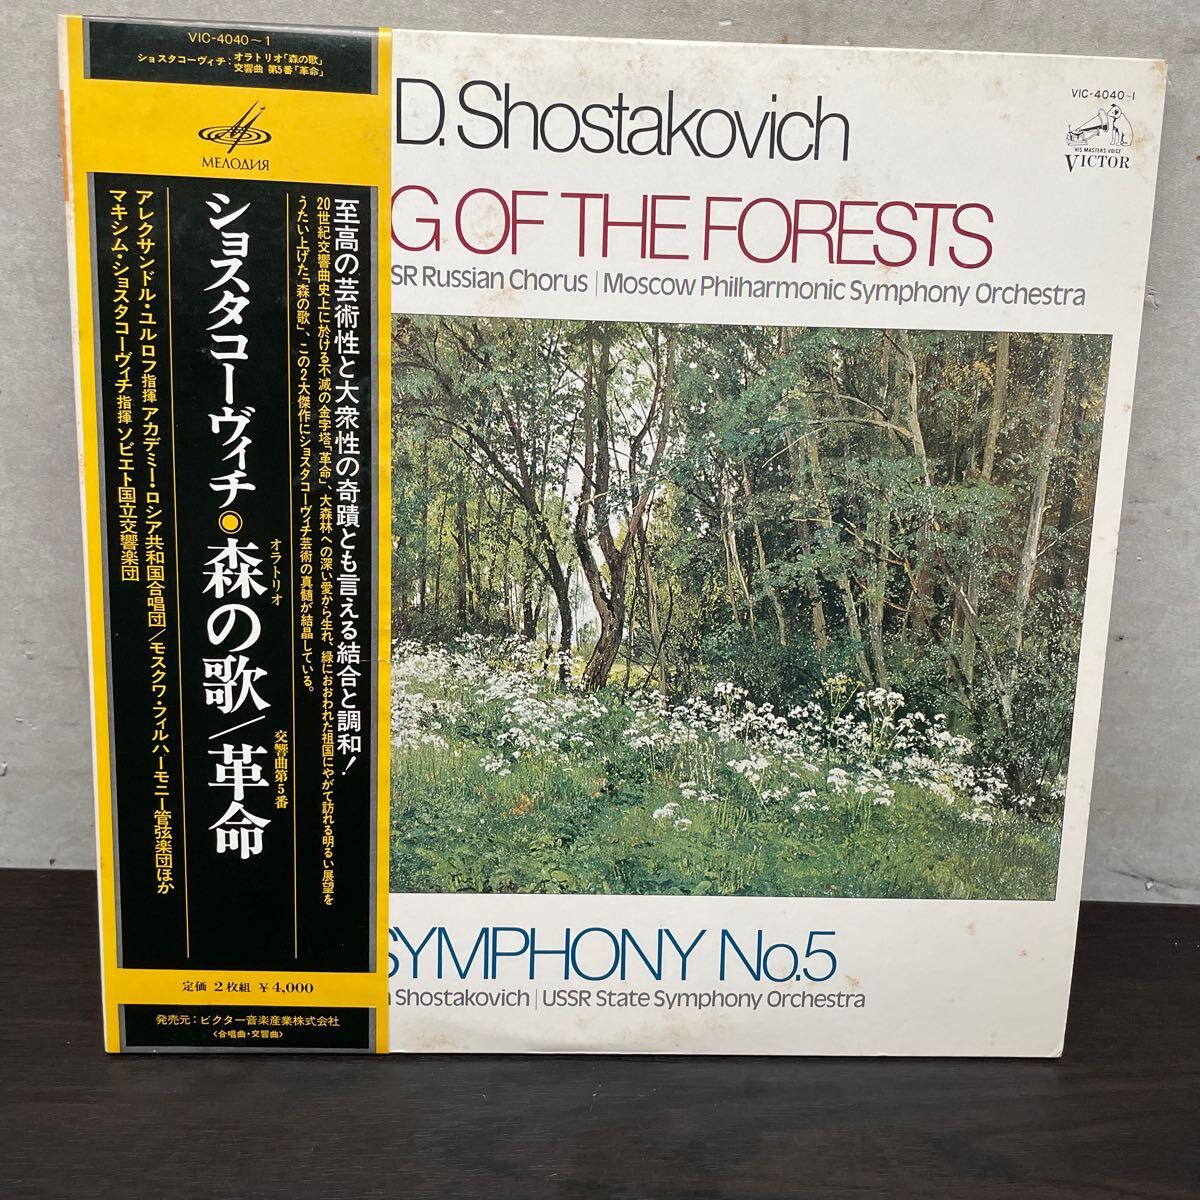 VIC-4040～1
ショスタコーヴィチ：オラトリオ「森の歌」
交響曲 第5番「革命」
МЕЛОДИЯ
至高の芸術性と大衆性の奇蹟とも言える結合と調和！
20世紀交響曲史上に於ける不滅の金字塔「革命」、大森林への深い愛から生れ、緑におおわれた祖国にやがて訪れる明るい展望を
うたい上げた「森の歌」、この2大傑作にショスタコーヴィチ芸術の真髄が結晶している。
オラトリオ
交響曲第5番
ショスタコーヴィチ◉森の歌／革命
アレクサンドル・ユルロフ指揮 アカデミー・ロシア共和国合唱団／モスクワ・フィルハーモニー管弦楽団ほか
マキシム・ショスタコーヴィチ指揮 ソビエト国立交響楽団
定価 2枚組 ￥4,000
発売元：ビクター音楽産業株式会社
〈合唱曲・交響曲〉
D. Shostakovich
VIC-4040-1
HIS MASTER'S VOICE
VICTOR
G OF THE FORESTS
SR Russian Chorus | Moscow Philharmonic Symphony Orchestra
SYMPHONY No.5
Shostakovich | USSR State Symphony Orchestra